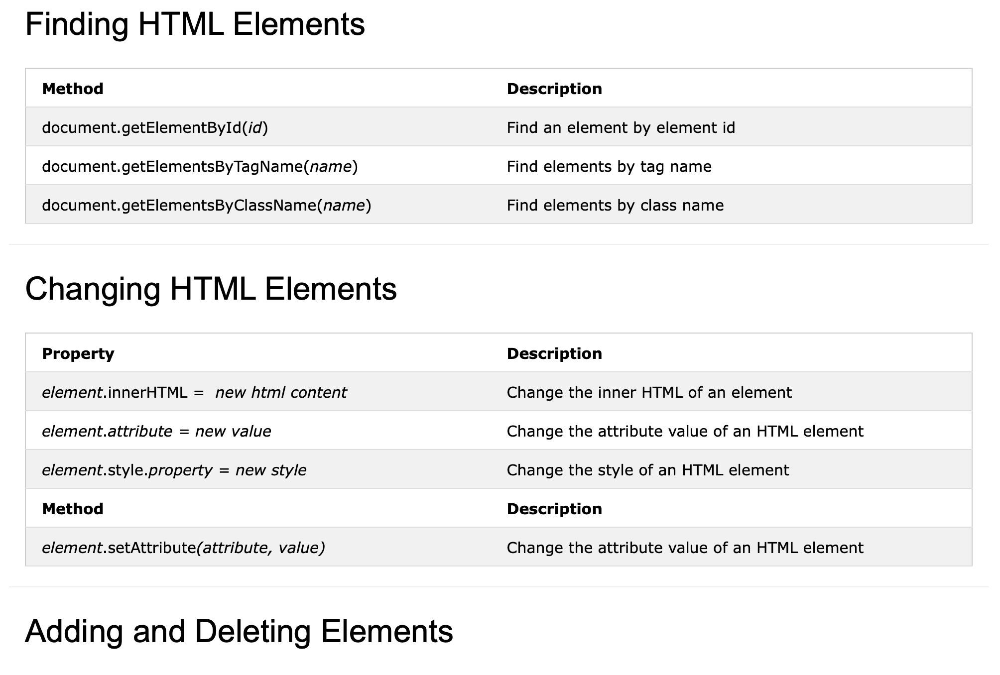 Finding HTML Elements
Method Description
document.getElementById(id) Find an element by element id
document.getElementsByTagName(name) Find elements by tag name
document.getElementsByClassName(name) Find elements by class name
Changing HTML Elements
Property Description
element.innerHTML =  new html content Change the inner HTML of an element
element.attribute = new value Change the attribute value of an HTML element
element.style.property = new style Change the style of an HTML element
Method Description
element.setAttribute(attribute, value) Change the attribute value of an HTML element
Adding and Deleting Elements